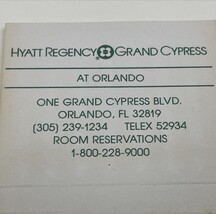 HYATT REGENCY GRAND CYPRESS
AT ORLANDO
ONE GRAND CYPRESS BLVD.
ORLANDO, FL 32819
(305) 239-1234 TELEX 52934
ROOM RESERVATIONS
1-800-228-9000